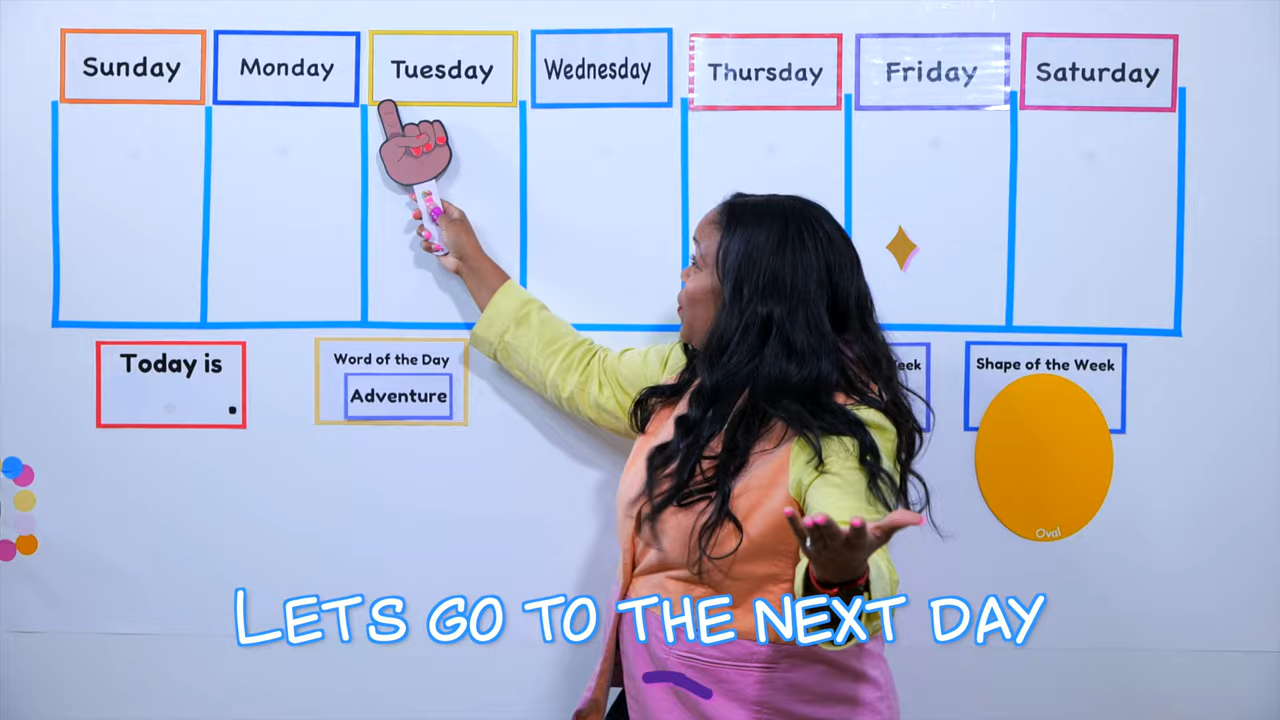 Sunday Monday Tuesday Wednesday Thursday Friday Saturday
Today is
.
Word of the Day
Adventure
eek
Shape of the Week
Oval
LETS GO TO THE NEXT DAY